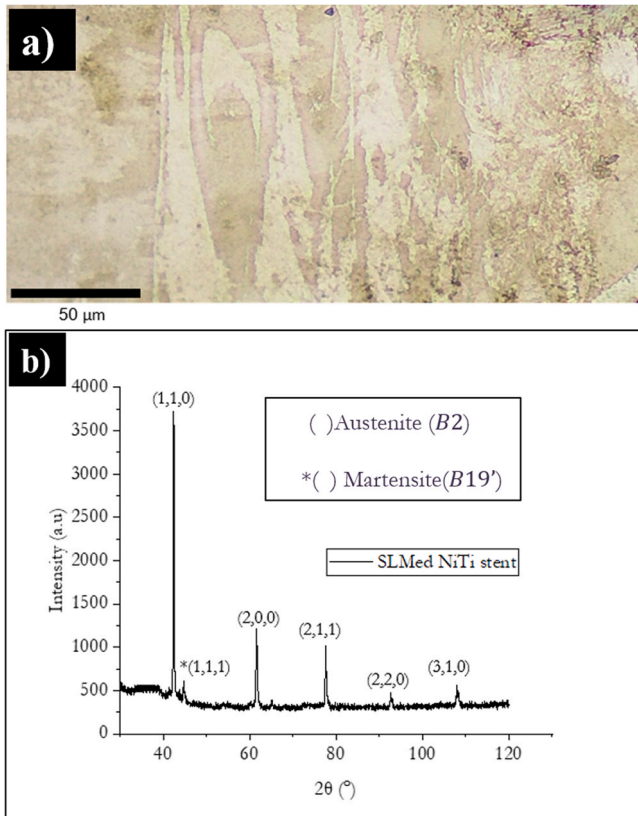 a)
50 μm
b)
4000
3500
3000
2500
2000
1500
1000
500
0
Intensity (a.u)
(1,1,0)
*(1,1,1)
(2,0,0)
(2,1,1)
(2,2,0)
(3,1,0)
( )Austenite (B2)
*( ) Martensite(B19')
SLMed NiTi stent
40
60
80
100
120
2θ (°)